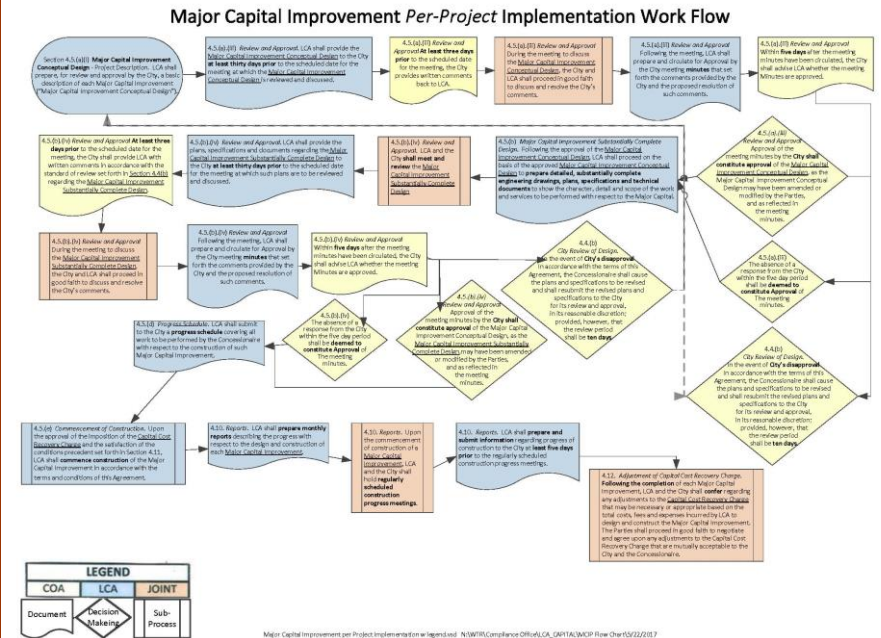 Major Capital Improvement Per-Project Implementation Work Flow
Section 4.5.(a)(i) Major Capital Improvement
Conceptual Design - Project Description. LCA shall
prepare, for review and approval by the City, a basic
description of each Major Capital Improvement
("Major Capital Improvement Conceptual Design").
4.5.(a).(iii) Review and Approval. LCA shall provide the
Major Capital Improvement Conceptual Design to the City
at least thirty days prior to the scheduled date for the
meeting at which the Major Capital Improvement
Conceptual Design is reviewed and discussed.
4.5.(a).(iii) Review and
Approval At least three days
prior to the scheduled date
for the meeting, the City
provides written comments
back to LCA.
4.5.(a).(iii) Review and Approval
During the meeting to discuss
the Major Capital Improvement
Conceptual Design, the City and
LCA shall proceed in good faith
to discuss and resolve the
City's comments.
4.5.(a).(iii) Review and Approval
Following the meeting, LCA shall
prepare and circulate for Approval by
the City meeting minutes that set
forth the comments provided by the City
and the proposed resolution of
such comments.
4.5.(a).(iii) Review and Approval
Within five days after the meeting
minutes have been circulated, the City
shall advise LCA whether the meeting
Minutes are approved.
4.5.(b).(iv) Review and Approval At least three
days prior to the scheduled date for the
meeting, the City shall provide LCA with
written comments in accordance with the
standard of review set forth in Section 4.4(b)
regarding the Major Capital Improvement
Substantially Complete Design.
4.5.(b).(iv) Review and Approval. LCA shall provide the
plans, specifications and documents regarding the Major
Capital Improvement Substantially Complete Design to
the City at least thirty days prior to the scheduled date
for the meeting at which such plans are to be reviewed
and discussed.
4.5.(b).(iv) Review and
Approval. LCA and the
City shall meet and
review the Major
Capital Improvement
Substantially Complete
Design
4.5.(b) Major Capital Improvement Substantially Complete
Design. Following the approval of the Major Capital
Improvement Conceptual Design, LCA shall proceed on the
basis of the approved Major Capital Improvement Conceptual
Design to prepare detailed, substantially complete
engineering drawings, plans, specifications and technical
documents to show the character, detail and scope of the work
and services to be performed with respect to the Major Capital.
4.5.(a).(iii)
Review and Approval
Approval of the
meeting minutes by the City shall
constitute approval of the Major Capital
Improvement Conceptual Design, as the
Major Capital Improvement Conceptual
Design may have been amended or
modified by the Parties,
and as reflected in
the meeting
minutes.
4.5.(b).(iv) Review and Approval
During the meeting to discuss
the Major Capital Improvement
Substantially Complete Design,
the City and LCA shall proceed in
good faith to discuss and resolve
the City's comments.
4.5.(b).(iv) Review and Approval
Following the meeting, LCA shall
prepare and circulate for Approval by the
City meeting minutes that set
forth the comments provided by
the City and the proposed resolution of
such comments.
4.5.(b).(iv) Review and Approval
Within five days after the meeting
minutes have been circulated, the
City shall advise LCA whether the meeting
Minutes are approved.
4.4.(b)
City Review of Design.
In the event of City's disapproval
in accordance with the terms of this
Agreement, the Concessionaire shall cause
the plans and specifications to be revised
and shall resubmit the revised plans and
specifications to the City
for its review and approval,
in its reasonable discretion;
provided, however, that
the review period
shall be ten days.
4.5.(a).(iii)
The absence of a
response from the City
within the five day period
shall be deemed to
constitute Approval of
The meeting
minutes.
4.5.(d) Progress Schedule. LCA shall submit
to the City a progress schedule covering all
work to be performed by the Concessionaire
with respect to the construction of such
Major Capital Improvement.
4.5.(b).(iv)
The absence of a
response from the City
within the five day period
shall be deemed to
constitute Approval of
The meeting
minutes.
4.5.(b).(iv)
Review and Approval
Approval of the
meeting minutes by the City shall
constitute approval of the Major Capital
Improvement Conceptual Design, as the
Major Capital Improvement Substantially
Complete Design may have been amended
or modified by the Parties,
and as reflected in
the meeting
minutes.
4.4.(b)
City Review of Design.
In the event of City's disapproval
in accordance with the terms of this
Agreement, the Concessionaire shall cause
the plans and specifications to be revised
and shall resubmit the revised plans
and specifications to the City
for its review and approval,
in its reasonable discretion;
provided, however, that
the review period
shall be ten days.
4.5.(e) Commencement of Construction. Upon
the approval of the imposition of the Capital Cost
Recovery Charge and the satisfaction of the
conditions precedent set forth in Section 4.11,
LCA shall commence construction of the Major
Capital Improvement in accordance with the
terms and conditions of this Agreement.
4.10. Reports. LCA shall prepare monthly
reports describing the progress with
respect to the design and construction of
each Major Capital Improvement.
4.10. Reports. Upon
the commencement
of construction of a
Major Capital
Improvement, LCA
and the City shall
hold regularly
scheduled
construction
progress meetings.
4.10. Reports. LCA shall prepare and
submit information regarding progress of
construction to the City at least five days
prior to the regularly scheduled
construction progress meetings.
4.12. Adjustment of Capital Cost Recovery Charge.
Following the completion of each Major Capital
Improvement, LCA and the City shall confer regarding
any adjustments to the Capital Cost Recovery Charge
that may be necessary or appropriate based on the
total costs, fees and expenses incurred by LCA to
design and construct the Major Capital Improvement.
The Parties shall proceed in good faith to negotiate
and agree upon any adjustments to the Capital Cost
Recovery Charge that are mutually acceptable to
the City and the Concessionaire.
LEGEND
COA LCA JOINT
Document
Decision
Makeing
Sub-
Process
Major Capital Improvement per Project Implementation w legend.vsd N:\WTR\Compliance Office\LCA_CAPITAL\MCIP Flow Chart\5/22/2017